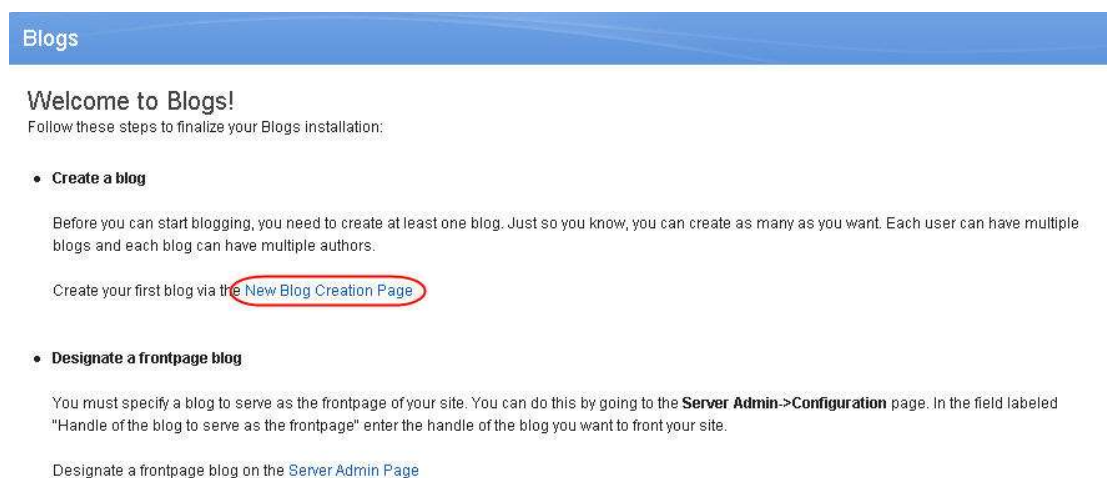 Blogs
Welcome to Blogs!
Follow these steps to finalize your Blogs installation:
• Create a blog
Before you can start blogging, you need to create at least one blog. Just so you know, you can create as many as you want. Each user can have multiple
blogs and each blog can have multiple authors.
Create your first blog via the New Blog Creation Page
• Designate a frontpage blog
You must specify a blog to serve as the frontpage of your site. You can do this by going to the Server Admin->Configuration page. In the field labeled
"Handle of the blog to serve as the frontpage" enter the handle of the blog you want to front your site.
Designate a frontpage blog on the Server Admin Page